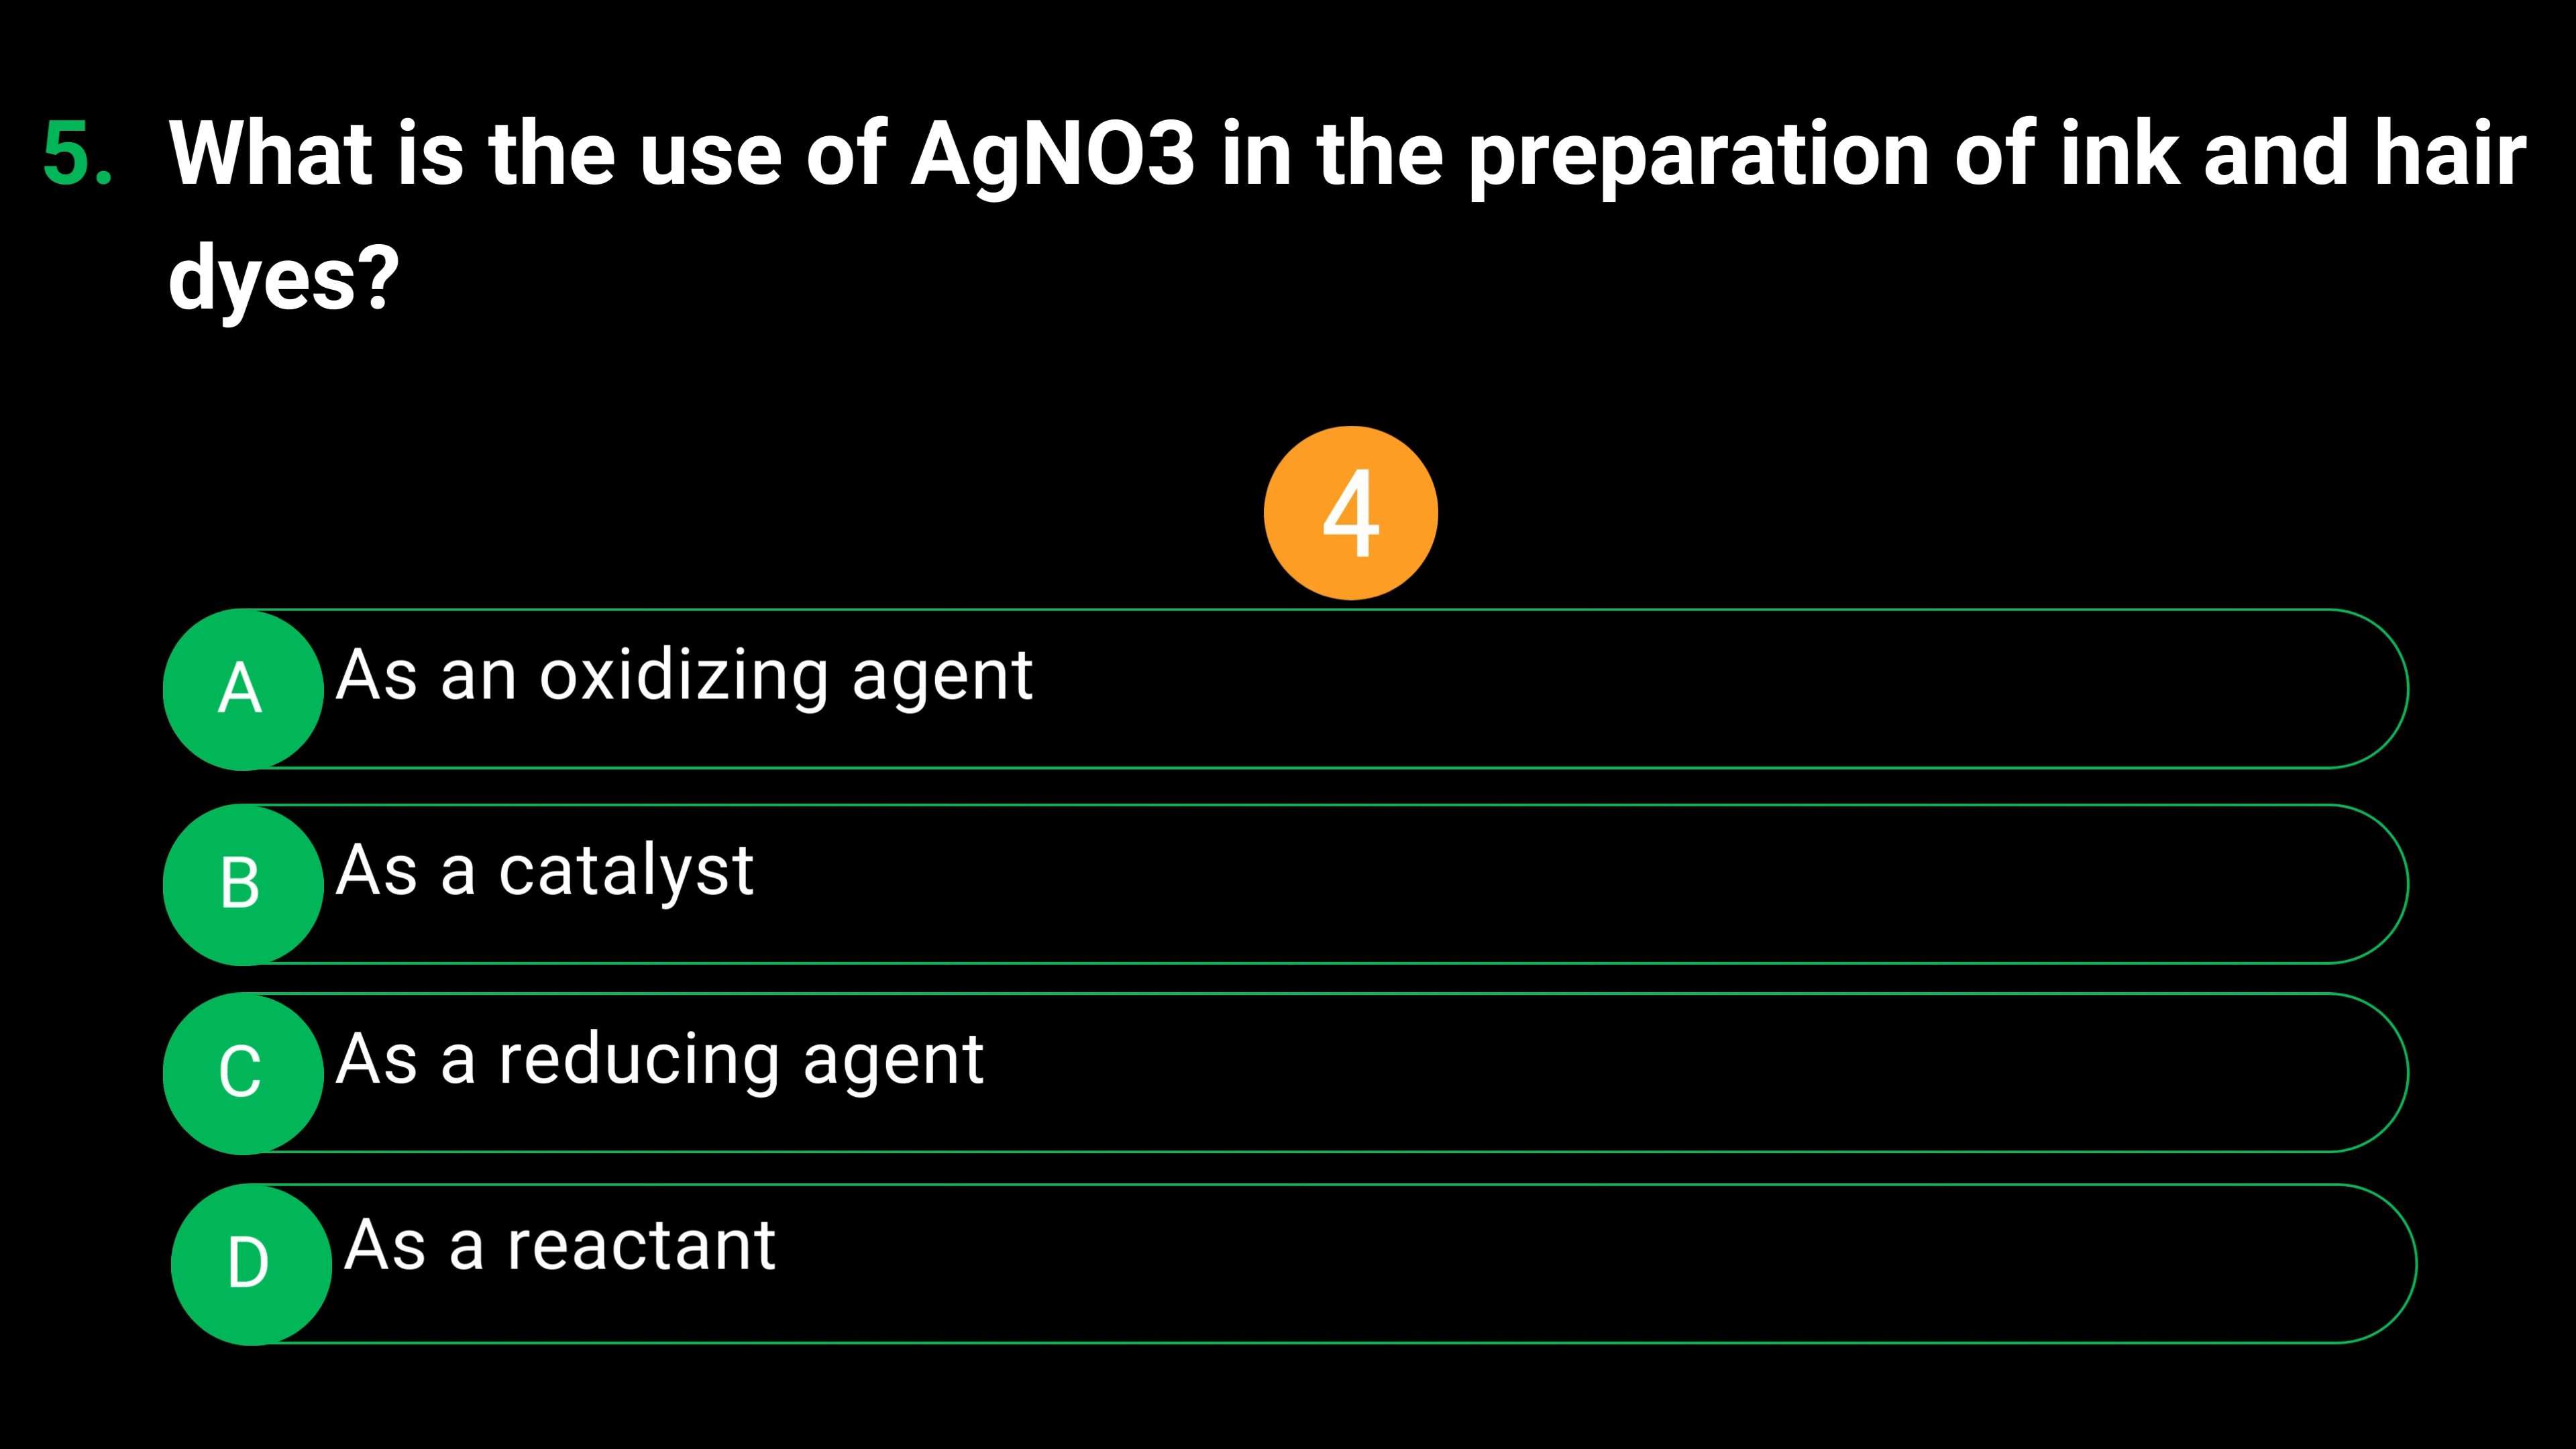 5. What is the use of AgNO3 in the preparation of ink and hair
dyes?
4
A As an oxidizing agent
B As a catalyst
C As a reducing agent
D As a reactant